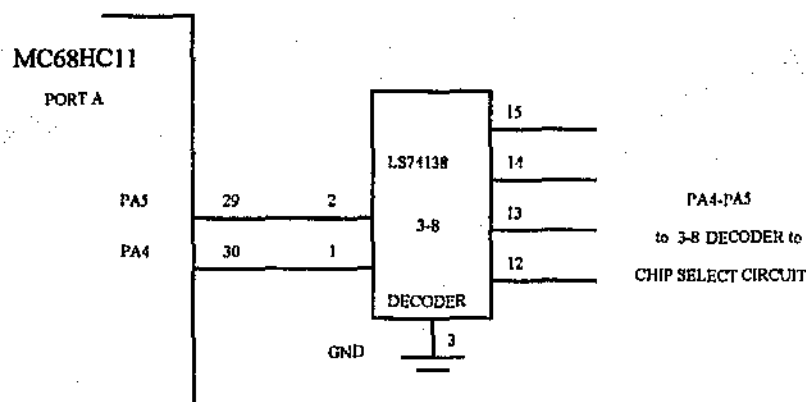 MC68HC11
PORT A
15
LS74138
14
PA5
29
2
3-8
13
PA4-PA5
to 3-8 DECODER to
PA4
30
1
12
CHIP SELECT CIRCUIT
DECODER
GND
3